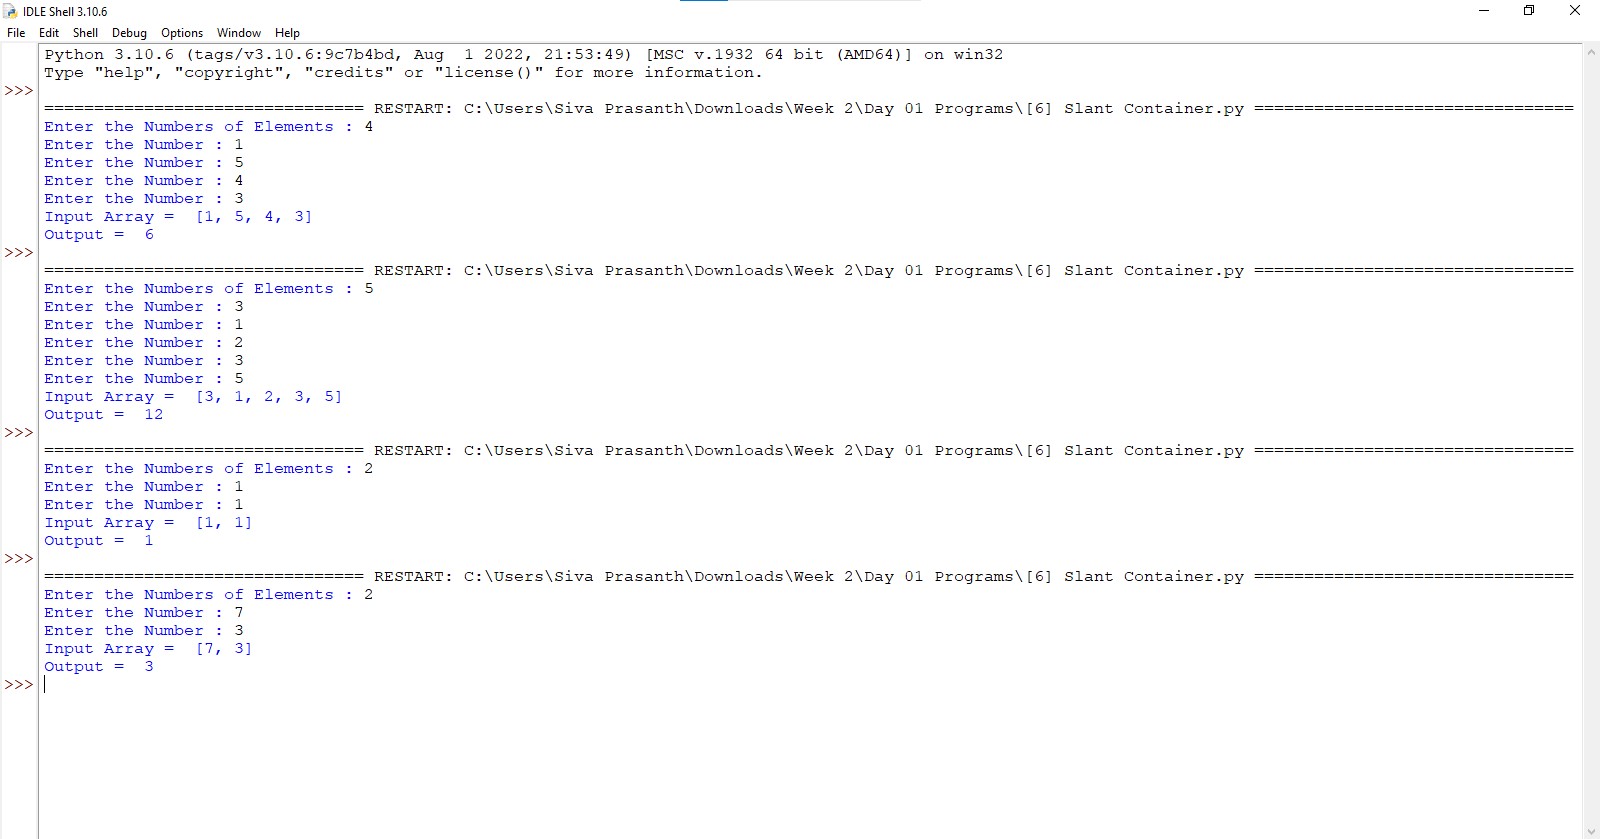 IDLE Shell 3.10.6
File Edit Shell Debug Options Window Help
Python 3.10.6 (tags/v3.10.6:9c7b4bd, Aug  1 2022, 21:53:49) [MSC v.1932 64 bit (AMD64)] on win32
Type "help", "copyright", "credits" or "license()" for more information.
>>>
================================ RESTART: C:\Users\Siva Prasanth\Downloads\Week 2\Day 01 Programs\[6] Slant Container.py ================================
Enter the Numbers of Elements : 4
Enter the Number : 1
Enter the Number : 5
Enter the Number : 4
Enter the Number : 3
Input Array =  [1, 5, 4, 3]
Output =  6
>>>
================================ RESTART: C:\Users\Siva Prasanth\Downloads\Week 2\Day 01 Programs\[6] Slant Container.py ================================
Enter the Numbers of Elements : 5
Enter the Number : 3
Enter the Number : 1
Enter the Number : 2
Enter the Number : 3
Enter the Number : 5
Input Array =  [3, 1, 2, 3, 5]
Output =  12
>>>
================================ RESTART: C:\Users\Siva Prasanth\Downloads\Week 2\Day 01 Programs\[6] Slant Container.py ================================
Enter the Numbers of Elements : 2
Enter the Number : 1
Enter the Number : 1
Input Array =  [1, 1]
Output =  1
>>>
================================ RESTART: C:\Users\Siva Prasanth\Downloads\Week 2\Day 01 Programs\[6] Slant Container.py ================================
Enter the Numbers of Elements : 2
Enter the Number : 7
Enter the Number : 3
Input Array =  [7, 3]
Output =  3
>>>